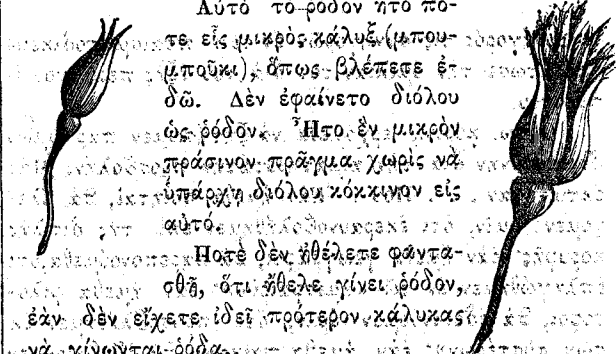 Αὐτὸ τὸ ῥόδον ἦτο πο-
τε εἷς μικρὸς κάλυξ (μπου-
μποῦκι), ὅπως βλέπετε ἐ-
δῶ. Δὲν ἐφαίνετο διόλου
ὡς ῥόδον. Ἦτο ἓν μικρὸν
πράσινον πρᾶγμα χωρὶς νὰ
ὑπάρχῃ διόλου κόκκινον εἰς
αὐτό.
Ποτὲ δὲν ἠθέλετε φαντα-
σθῆ, ὅτι ἤθελε γίνει ῥόδον,
ἐὰν δὲν εἴχετε ἰδεῖ πρότερον κάλυκας
νὰ γίνωνται ῥόδα.